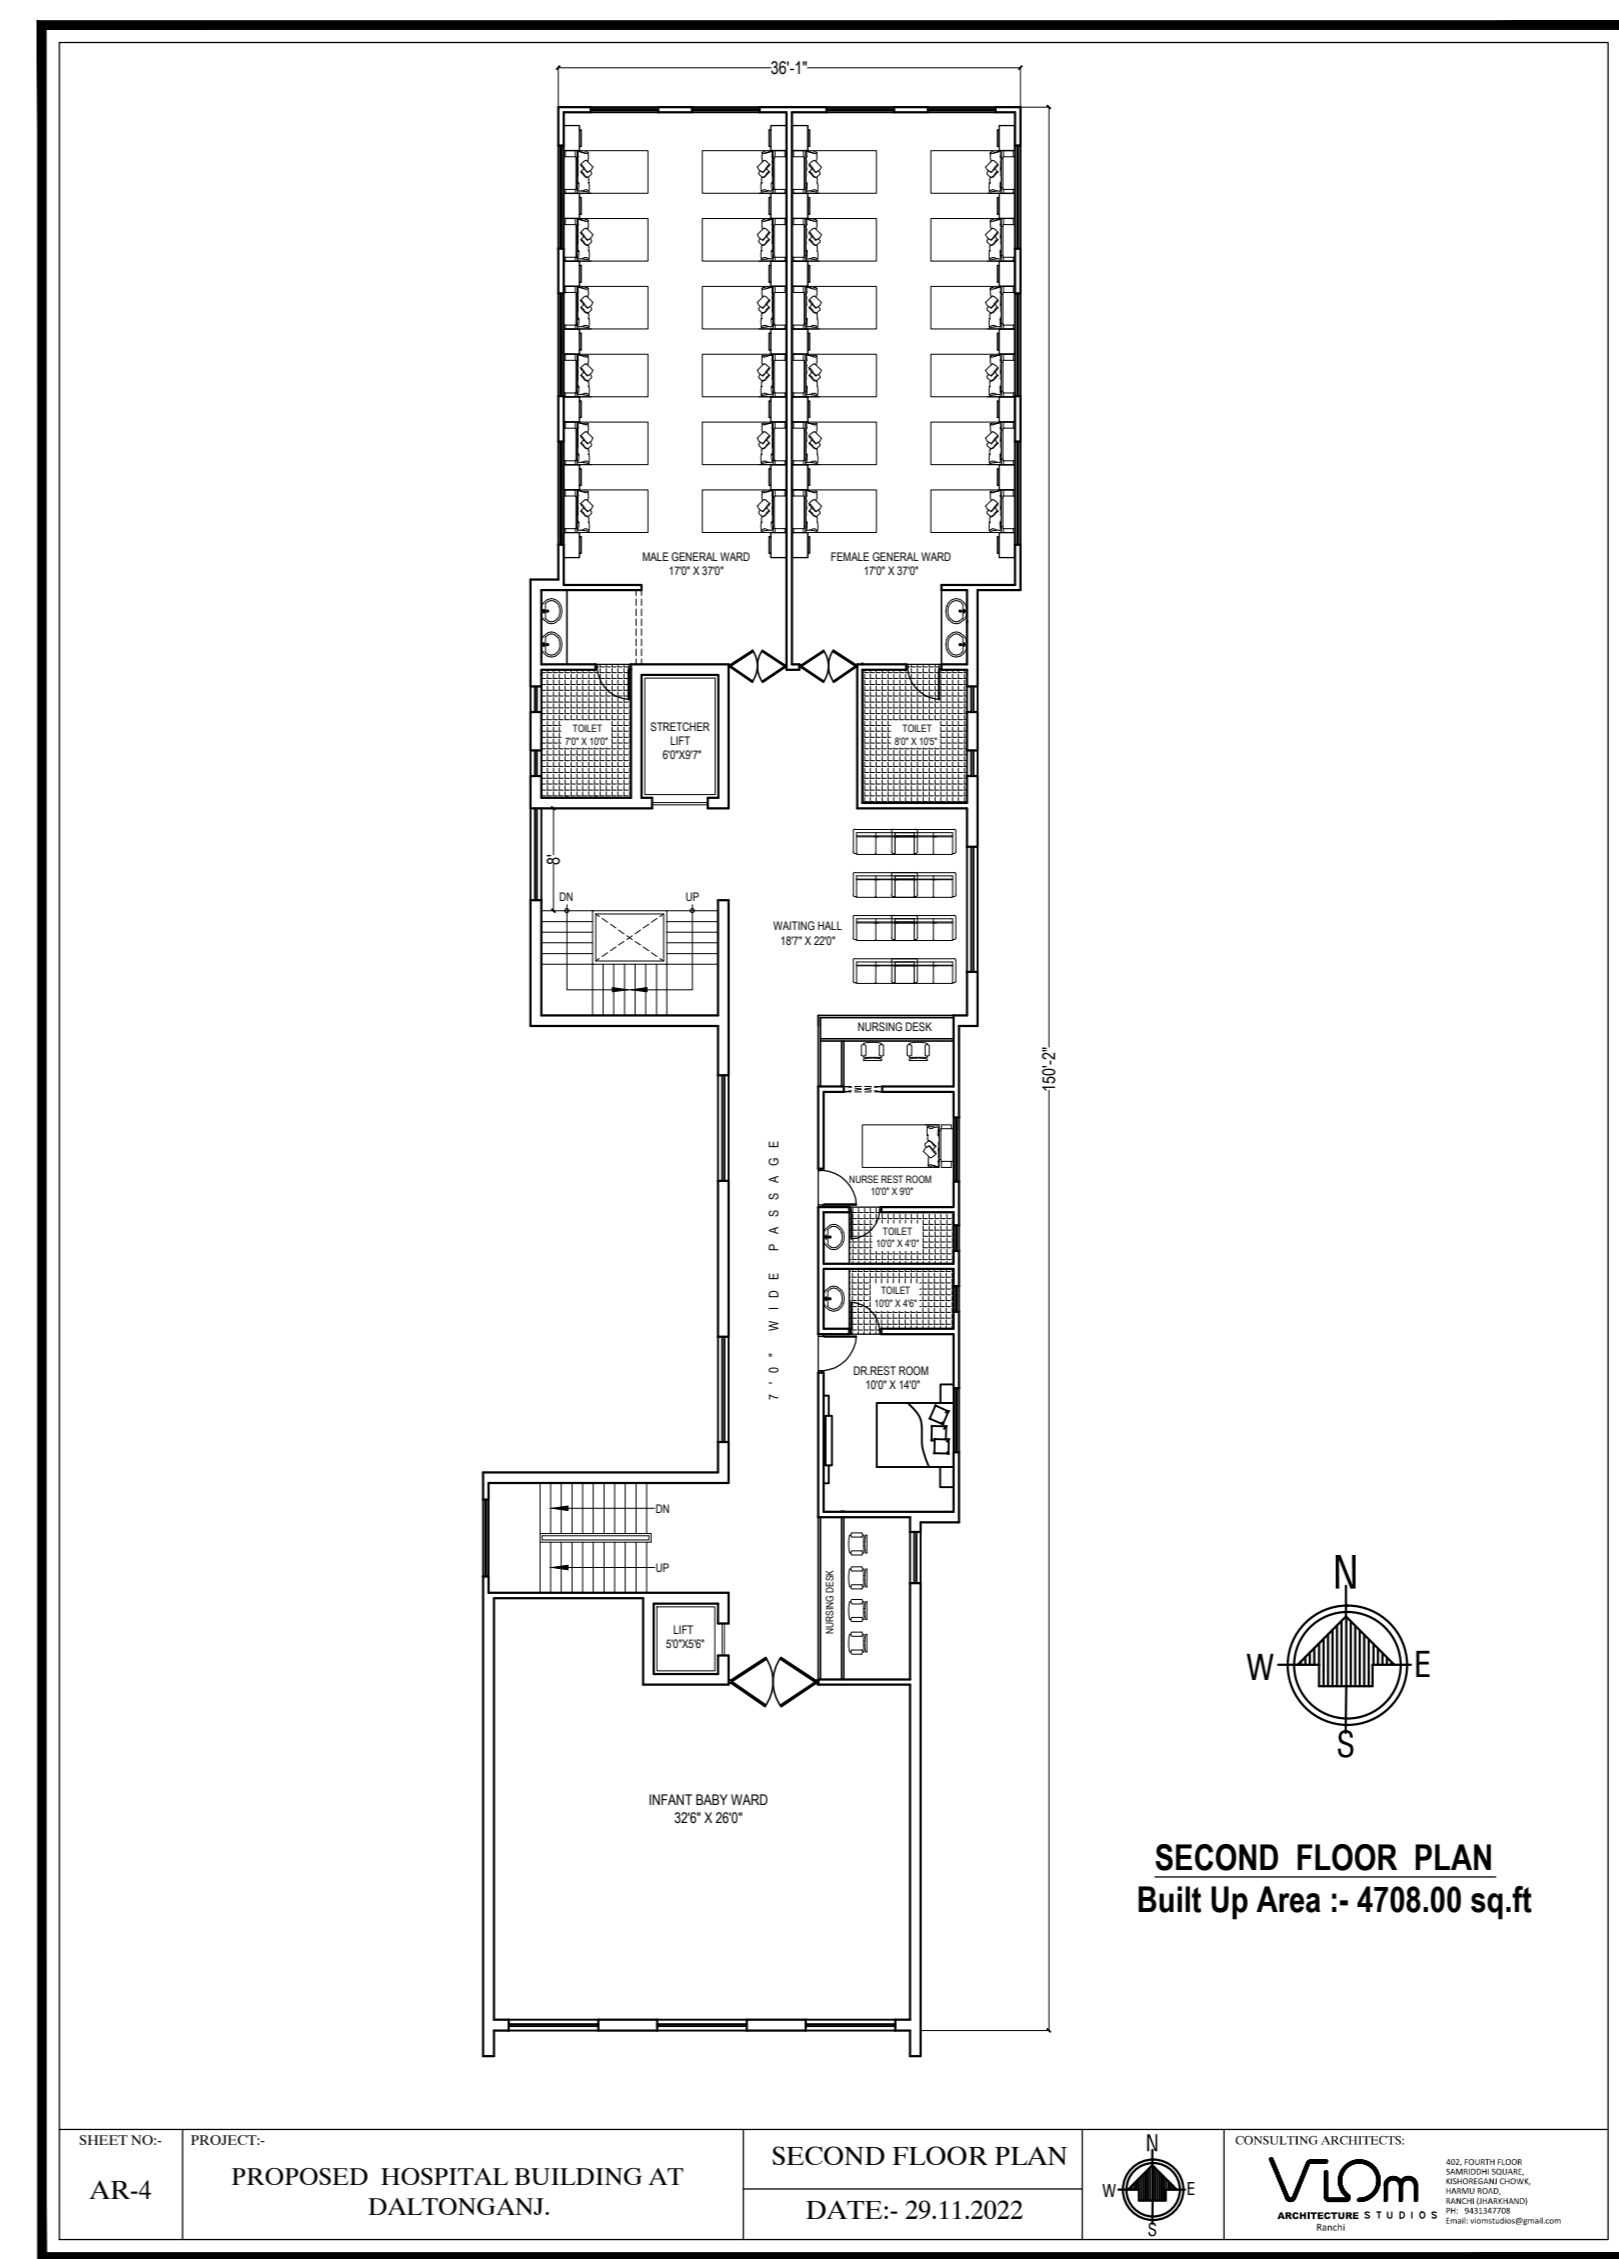 36'-1"
MALE GENERAL WARD
17'0" X 37'0"
FEMALE GENERAL WARD
17'0" X 37'0"
TOILET
7'0" X 10'0"
STRETCHER
LIFT
6'0"X9'7"
TOILET
8'0" X 10'5"
8'
DN
UP
WAITING HALL
18'7" X 22'0"
NURSING DESK
150'-2"
7'0" WIDE PASSAGE
NURSE REST ROOM
10'0" X 9'0"
TOILET
10'0" X 4'0"
TOILET
10'0" X 4'6"
DR.REST ROOM
10'0" X 14'0"
DN
UP
NURSING DESK
LIFT
5'0"X5'6"
INFANT BABY WARD
32'6" X 26'0"
N
W
E
S
SECOND FLOOR PLAN
Built Up Area :- 4708.00 sq.ft
SHEET NO:-
AR-4
PROJECT:-
PROPOSED HOSPITAL BUILDING AT
DALTONGANJ.
SECOND FLOOR PLAN
DATE:- 29.11.2022
N
W
E
S
CONSULTING ARCHITECTS:
VIOm
ARCHITECTURE STUDIOS
Ranchi
402, FOURTH FLOOR
SAMRIDDHI SQUARE,
KISHOREGANJ CHOWK,
HARMU ROAD,
RANCHI (JHARKHAND)
PH: 9431347708
Email: viomstudios@gmail.com